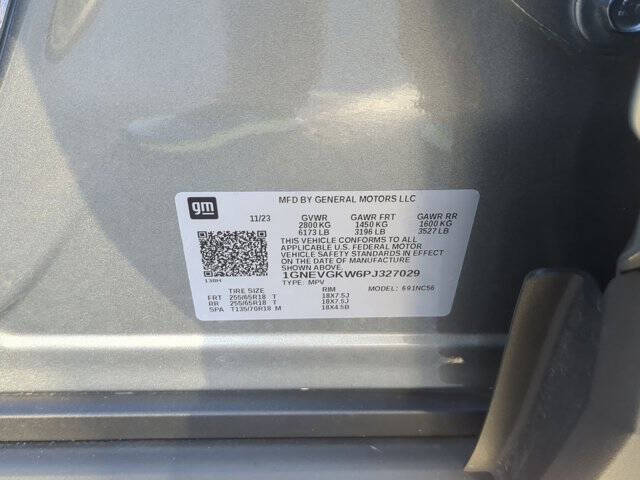 gm
MFD BY GENERAL MOTORS LLC
11/23 GVWR GAWR FRT GAWR RR
2800 KG 1450 KG 1600 KG
6173 LB 3196 LB 3527 LB
THIS VEHICLE CONFORMS TO ALL
APPLICABLE U.S. FEDERAL MOTOR
VEHICLE SAFETY STANDARDS IN EFFECT
ON THE DATE OF MANUFACTURE
SHOWN ABOVE.
1GNEVGKW6PJ327029
138H TYPE: MPV MODEL: 691NC56
TIRE SIZE RIM
FRT 255/65R18 T 18X7.5J
RR 255/65R18 T 18X7.5J
SPA T135/70R18 M 18X4.5B